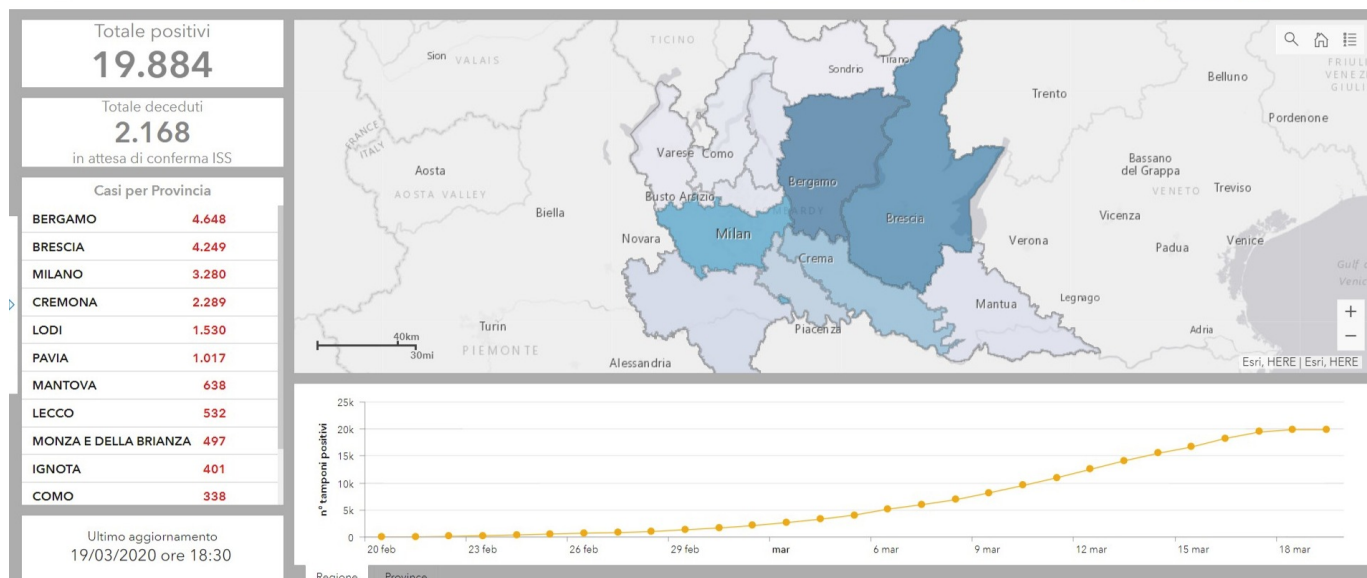 Totale positivi
19.884
Totale deceduti
2.168
in attesa di conferma ISS
Casi per Provincia
BERGAMO 4.648
BRESCIA 4.249
MILANO 3.280
CREMONA 2.289
LODI 1.530
PAVIA 1.017
MANTOVA 638
LECCO 532
MONZA E DELLA BRIANZA 497
IGNOTA 401
COMO 338
Ultimo aggiornamento
19/03/2020 ore 18:30
TICINO
Sion VALAIS
Sondrio
Tirano
Trento
Belluno
Pordenone
FRANCE
ITALY
Aosta
AOSTA VALLEY
Varese
Como
Busto Arsizio
Biella
Novara
Milan
Bergamo
Brescia
Crema
Bassano
del Grappa
VENETO
Treviso
Vicenza
Verona
Padua
Venice
Mantua
Legnago
Adria
Turin
PIEMONTE
Piacenza
Alessandria
40km
30mi
+
−
Esri, HERE | Esri, HERE
n° tamponi positivi
25k
20k
15k
10k
5k
0
20 feb
23 feb
26 feb
29 feb
mar
6 mar
9 mar
12 mar
15 mar
18 mar
Regione
Province